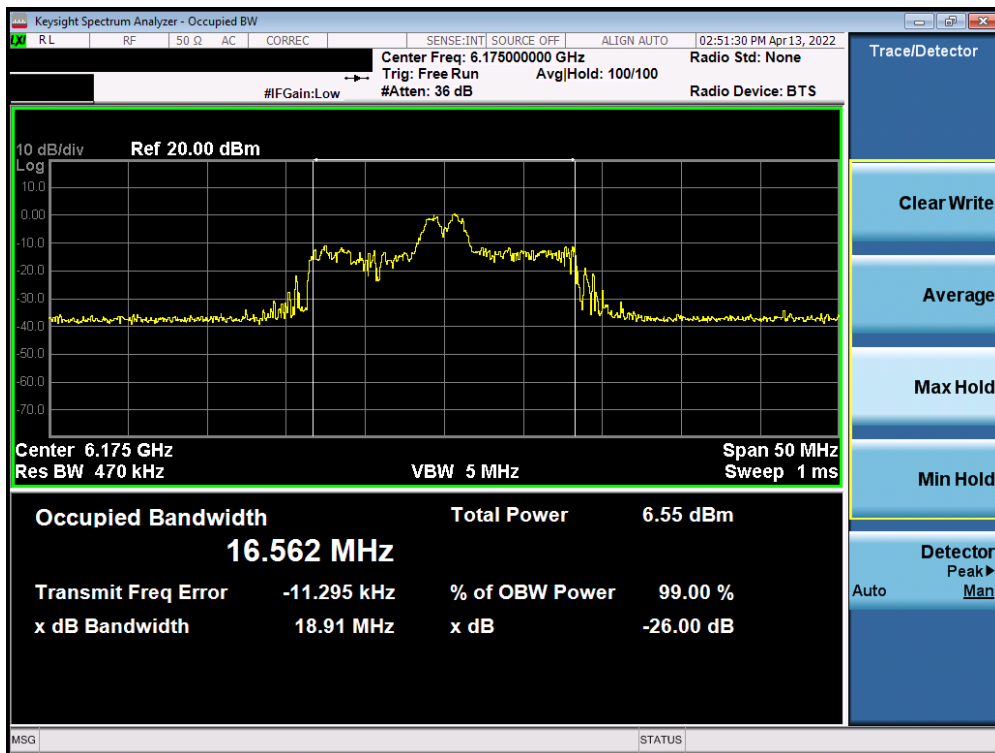 Keysight Spectrum Analyzer - Occupied BW
LXI RL RF 50 Ω AC CORREC SENSE:INT SOURCE OFF ALIGN AUTO 02:51:30 PM Apr 13, 2022
Center Freq: 6.175000000 GHz Radio Std: None
Trig: Free Run Avg|Hold: 100/100
#IFGain:Low #Atten: 36 dB Radio Device: BTS
Trace/Detector
10 dB/div Ref 20.00 dBm
Log
10.0
0.00
-10.0
-20.0
-30.0
-40.0
-50.0
-60.0
-70.0
Center 6.175 GHz Span 50 MHz
Res BW 470 kHz VBW 5 MHz Sweep 1 ms
Occupied Bandwidth Total Power 6.55 dBm
16.562 MHz
Transmit Freq Error -11.295 kHz % of OBW Power 99.00 %
x dB Bandwidth 18.91 MHz x dB -26.00 dB
Clear Write
Average
Max Hold
Min Hold
Detector
Peak▶
Auto Man
MSG STATUS